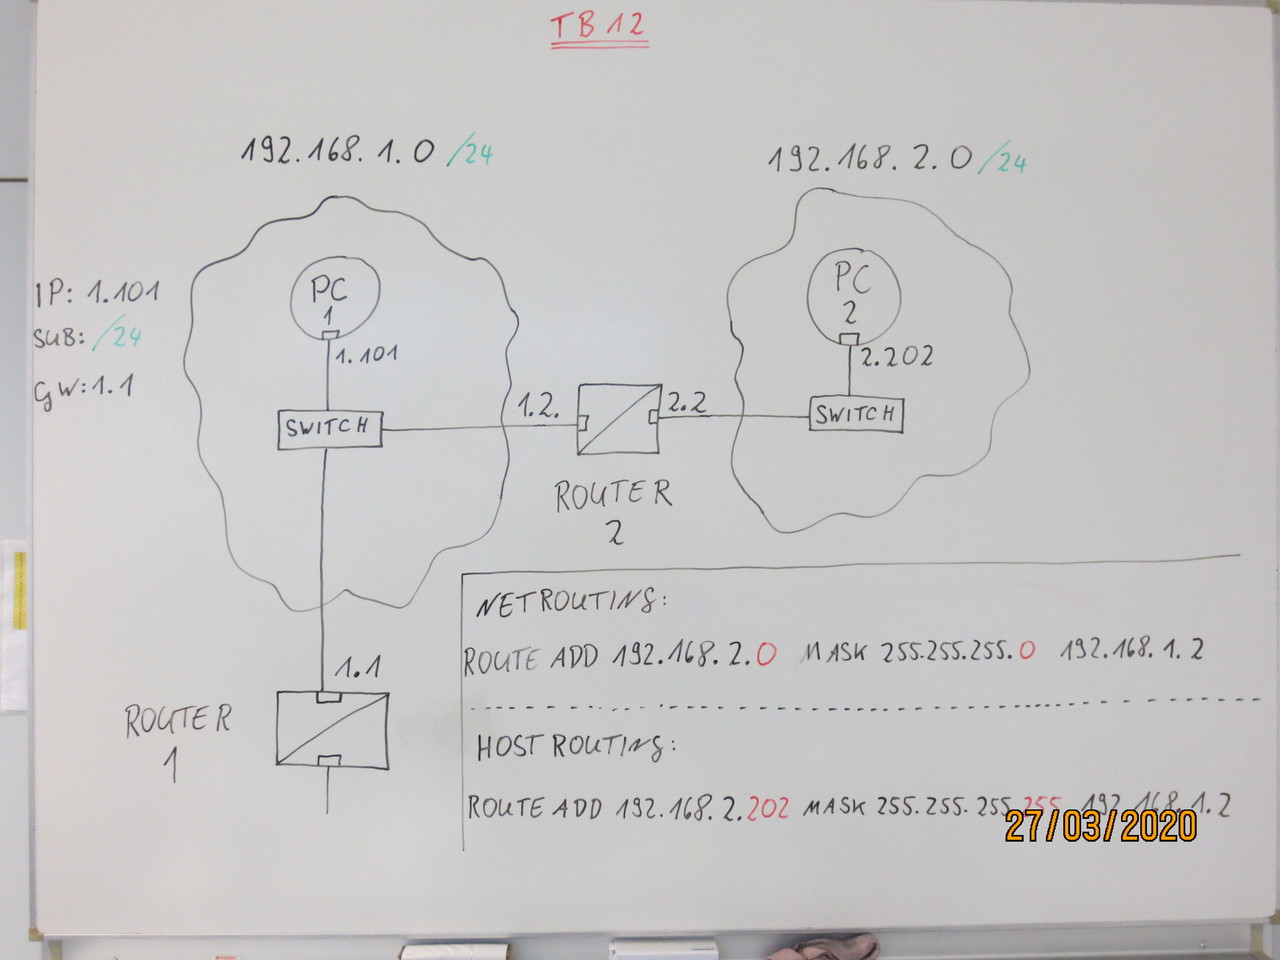 TB12
192.168.1.0 /24
192.168.2.0 /24
IP: 1.101
SUB: /24
GW: 1.1
PC
1
1.101
SWITCH
1.2.
2.2
ROUTER
2
PC
2
2.202
SWITCH
1.1
ROUTER
1
NETROUTING:
ROUTE ADD 192.168.2.0 MASK 255.255.255.0 192.168.1.2
HOST ROUTING:
ROUTE ADD 192.168.2.202 MASK 255.255.255.255 192.168.1.2
27/03/2020